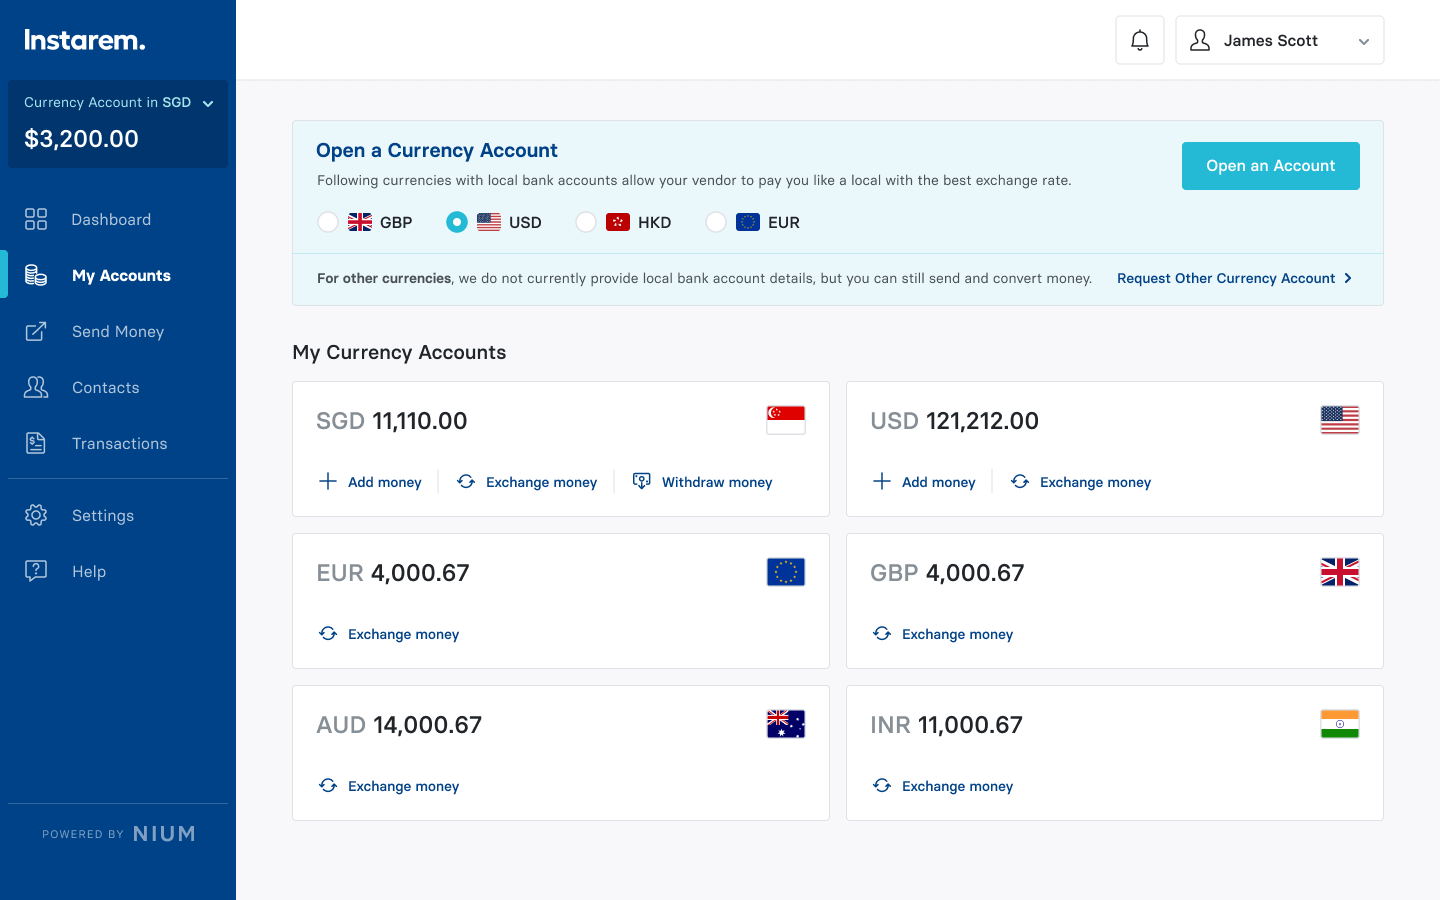 Instarem.
Currency Account in SGD
$3,200.00
Dashboard
My Accounts
Send Money
Contacts
Transactions
Settings
Help
POWERED BY NIUM
James Scott
Open a Currency Account
Following currencies with local bank accounts allow your vendor to pay you like a local with the best exchange rate.
Open an Account
GBP USD HKD EUR
For other currencies, we do not currently provide local bank account details, but you can still send and convert money. Request Other Currency Account
My Currency Accounts
SGD 11,110.00
Add money Exchange money Withdraw money
USD 121,212.00
Add money Exchange money
EUR 4,000.67
Exchange money
GBP 4,000.67
Exchange money
AUD 14,000.67
Exchange money
INR 11,000.67
Exchange money